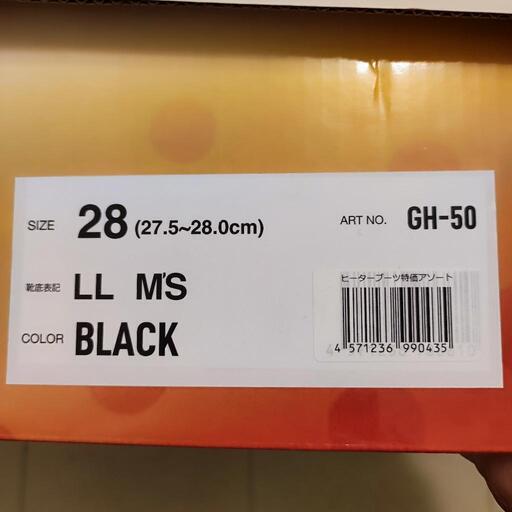 SIZE 28 (27.5~28.0cm)
ART NO. GH-50
靴底表記 LL M'S
COLOR BLACK
ヒーターブーツ特価アソート
4 571236 990435